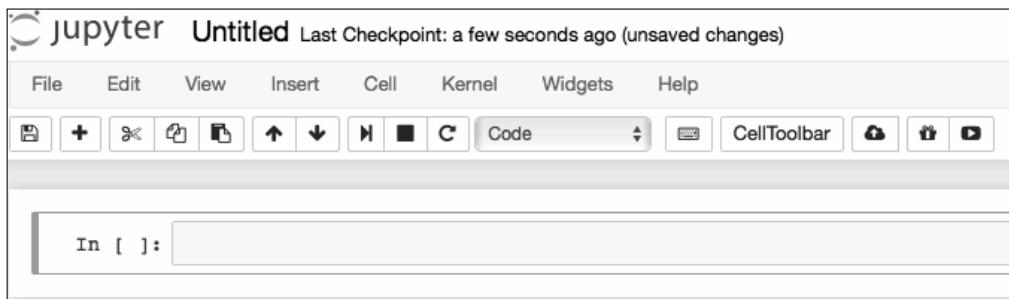 jupyter Untitled Last Checkpoint: a few seconds ago (unsaved changes)
File Edit View Insert Cell Kernel Widgets Help
Code CellToolbar
In [ ]: